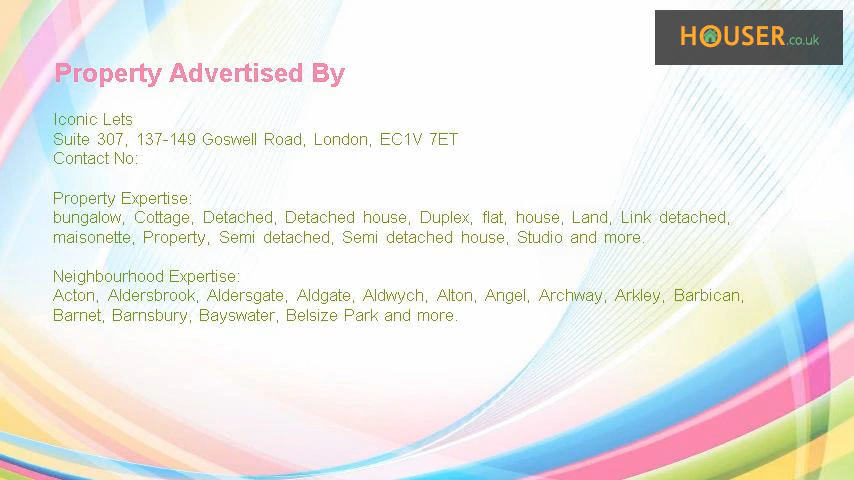 HOUSER.co.uk
Property Advertised By
Iconic Lets
Suite 307, 137-149 Goswell Road, London, EC1V 7ET
Contact No:
Property Expertise:
bungalow, Cottage, Detached, Detached house, Duplex, flat, house, Land, Link detached,
maisonette, Property, Semi detached, Semi detached house, Studio and more.
Neighbourhood Expertise:
Acton, Aldersbrook, Aldersgate, Aldgate, Aldwych, Alton, Angel, Archway, Arkley, Barbican,
Barnet, Barnsbury, Bayswater, Belsize Park and more.